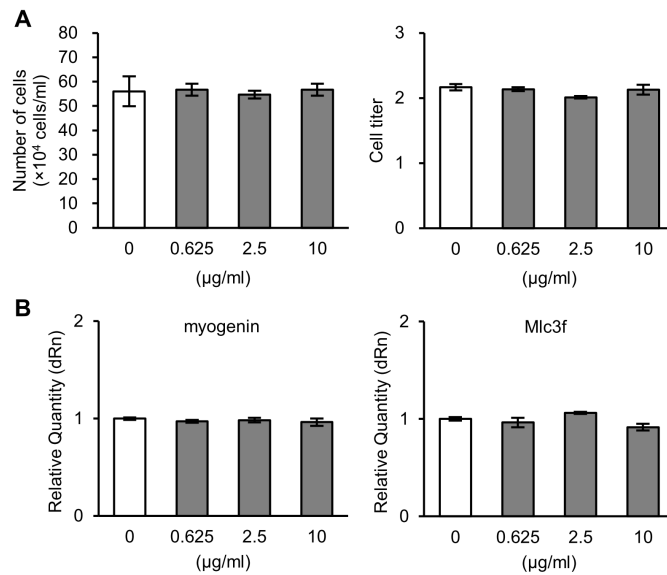 A
Number of cells
(×10⁴ cells/ml)
80
70
60
50
40
30
20
10
0
0 0.625 2.5 10
(µg/ml)
Cell titer
3
2
1
0
0 0.625 2.5 10
(µg/ml)
B
myogenin
Relative Quantity (dRn)
2
1
0
0 0.625 2.5 10
(µg/ml)
Mlc3f
Relative Quantity (dRn)
2
1
0
0 0.625 2.5 10
(µg/ml)